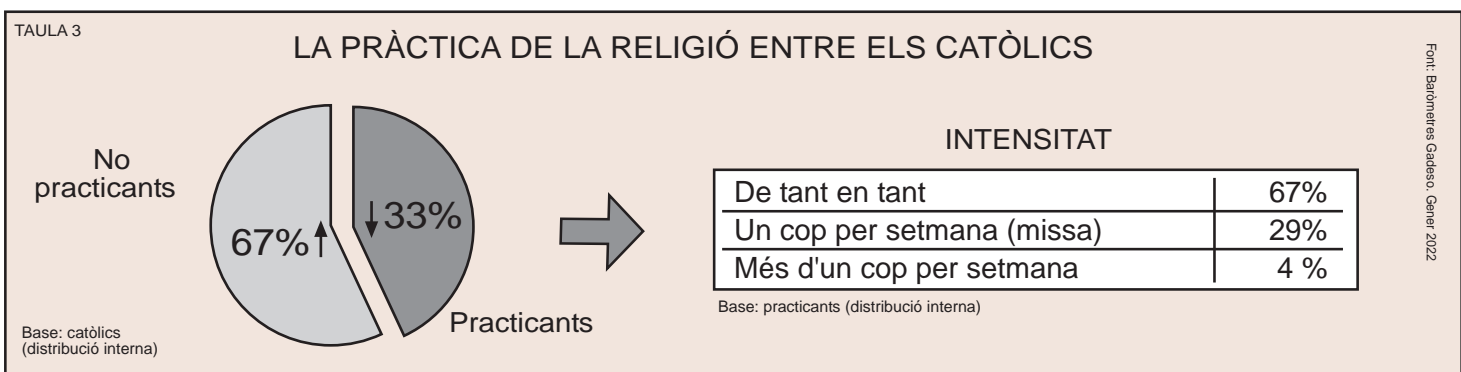 TAULA 3
LA PRÀCTICA DE LA RELIGIÓ ENTRE ELS CATÒLICS
No
practicants
67%
33%
Practicants
Base: catòlics
(distribució interna)
INTENSITAT
De tant en tant 67%
Un cop per setmana (missa) 29%
Més d'un cop per setmana 4 %
Base: practicants (distribució interna)
Font: Baròmetres Gadeso. Gener 2022